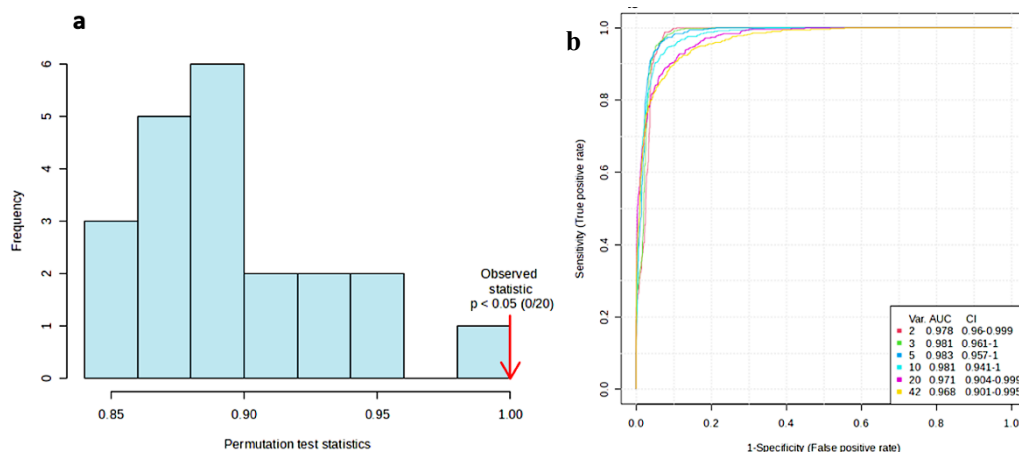 a
6
5
4
3
2
1
0
Frequency
Observed
statistic
p < 0.05 (0/20)
0.85 0.90 0.95 1.00
Permutation test statistics
b
1.0
0.8
0.6
0.4
0.2
0.0
Sensitivity (True positive rate)
Var. AUC CI
2 0.978 0.96-0.999
3 0.981 0.961-1
5 0.983 0.957-1
10 0.981 0.941-1
20 0.971 0.904-0.999
42 0.968 0.901-0.995
0.0 0.2 0.4 0.6 0.8 1.0
1-Specificity (False positive rate)